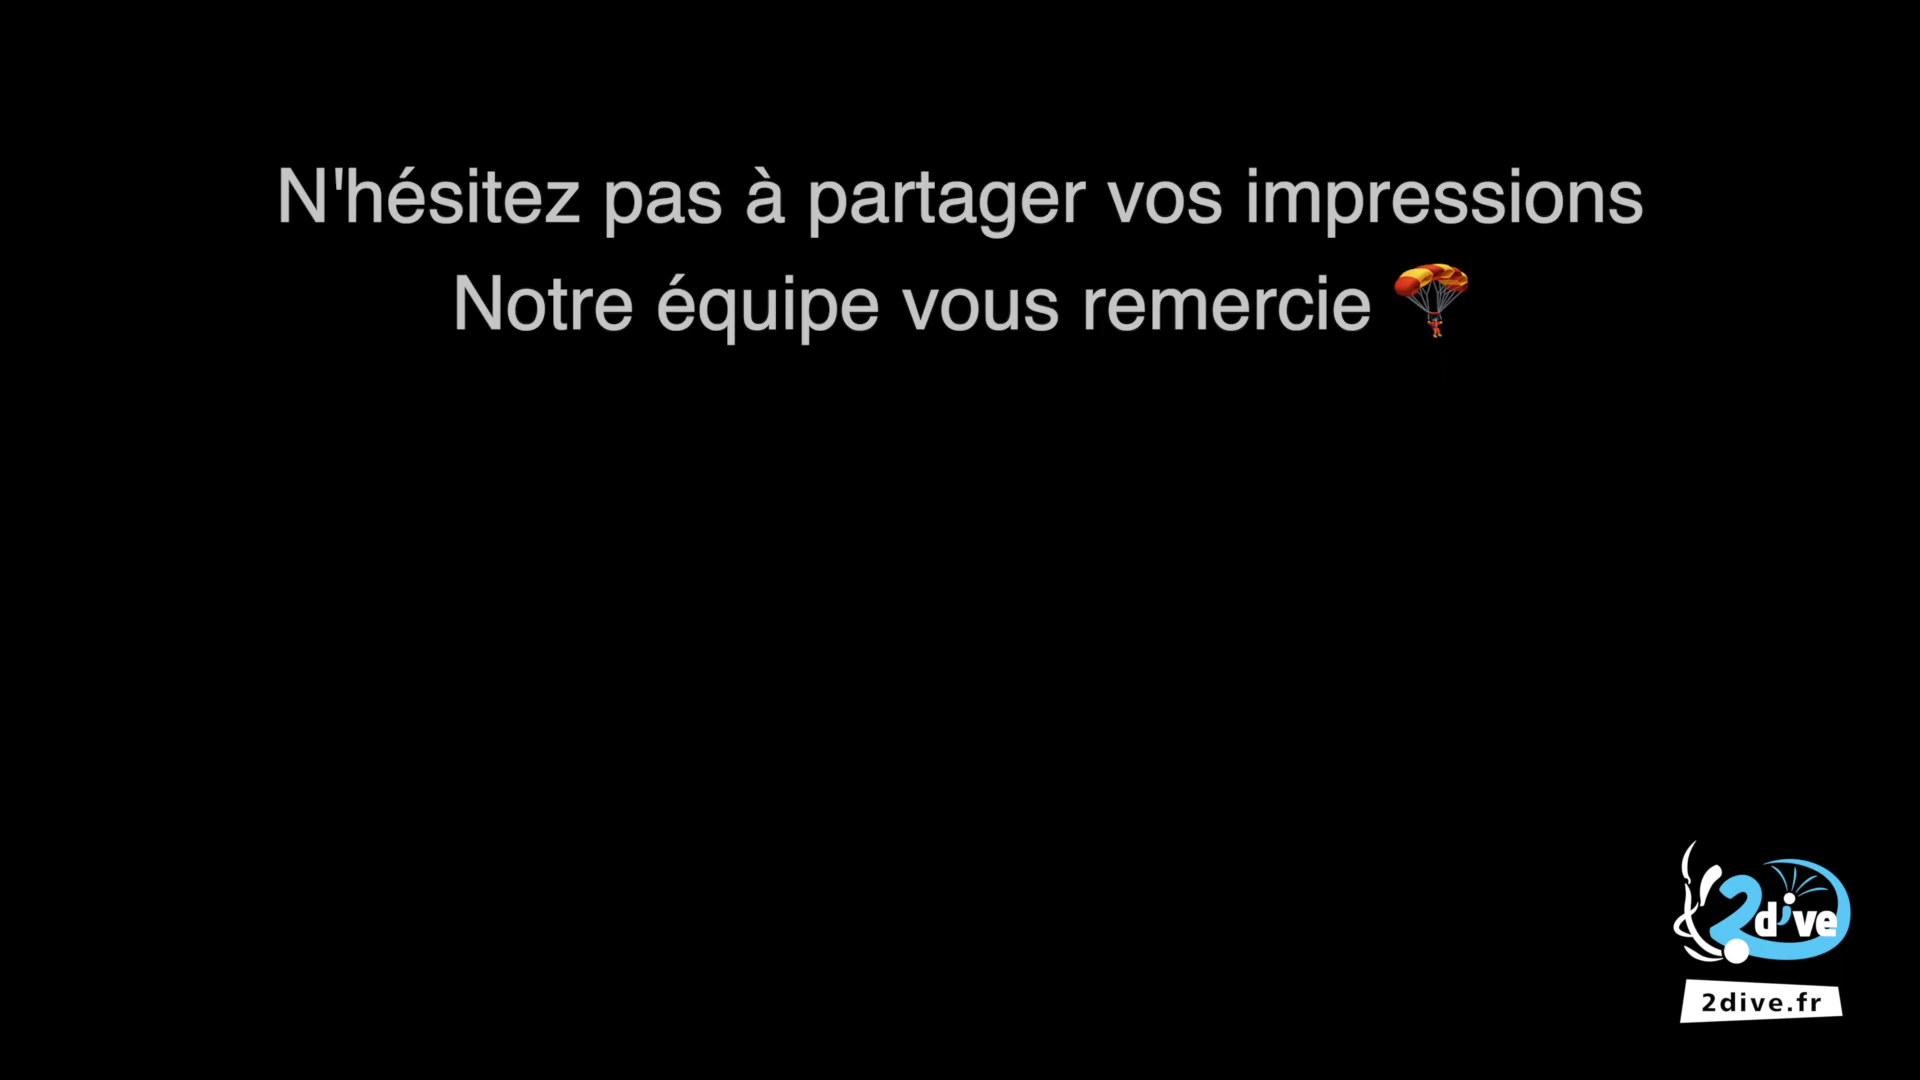 N'hésitez pas à partager vos impressions
Notre équipe vous remercie 🪂
2dive
2dive.fr